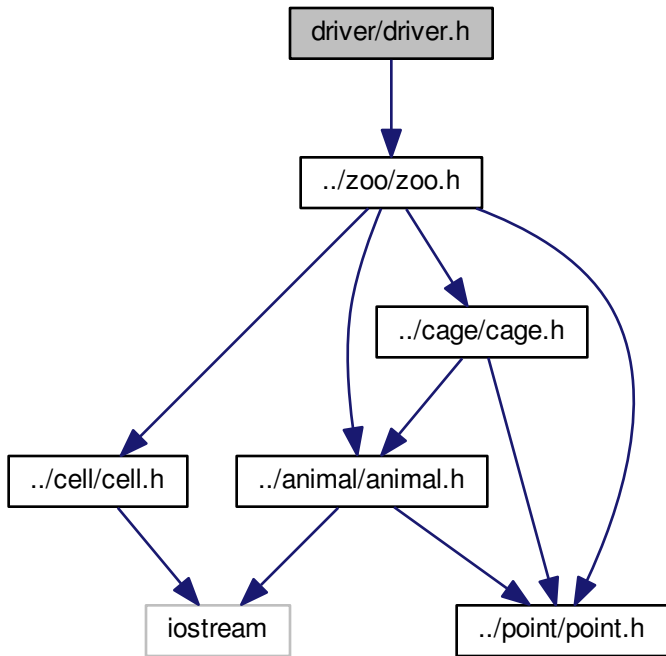 driver/driver.h
../zoo/zoo.h
../cage/cage.h
../cell/cell.h
../animal/animal.h
iostream
../point/point.h